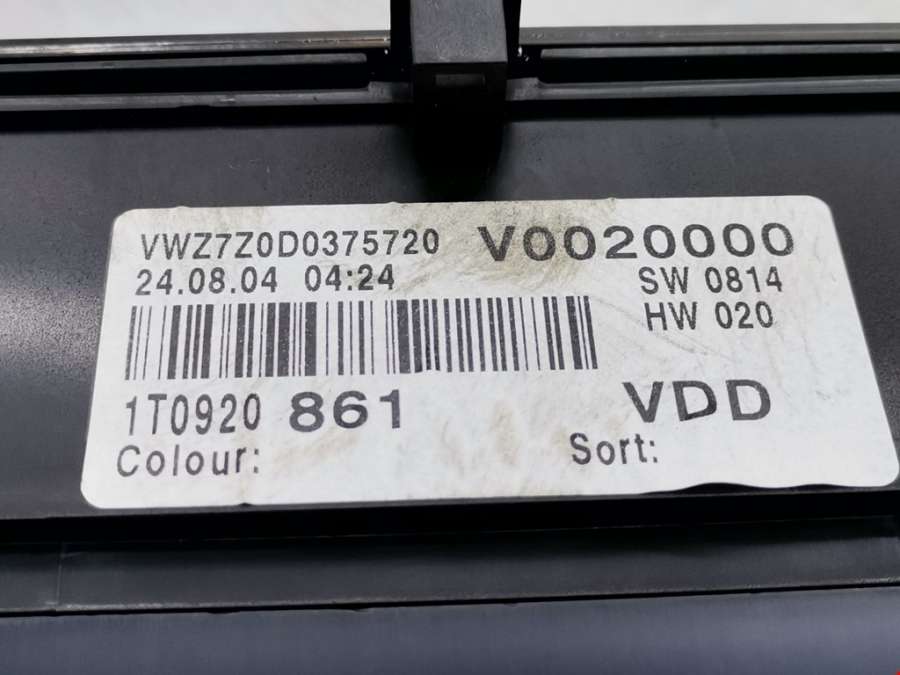 VWZ7Z0D0375720 V0020000
24.08.04 04:24 SW 0814
HW 020
1T0920 861 VDD
Colour: Sort: